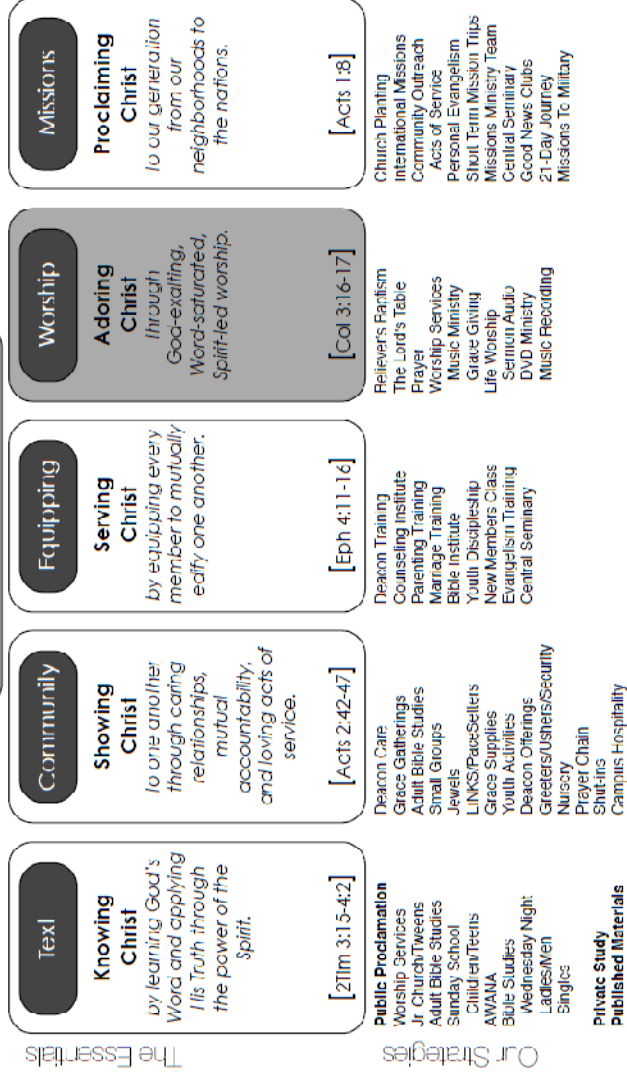 The Essentials
Text
Knowing
Christ
by learning God's
Word and applying
His Truth through
the power of the
Spirit.
[2Tim 3:15-4:2]
Community
Showing
Christ
to one another
through caring
relationships,
mutual
accountability,
and loving acts of
service.
[Acts 2:42-47]
Equipping
Serving
Christ
by equipping every
member to mutually
edify one another.
[Eph 4:11-16]
Worship
Adoring
Christ
through
God-exalting,
Word-saturated,
Spirit-led worship.
[Col 3:16-17]
Missions
Proclaiming
Christ
to our generation
from our
neighborhoods to
the nations.
[Acts 1:8]
Our Strategies
Public Proclamation
Worship Services
Jr Church/Tweens
Adult Bible Studies
Sunday School
Children/Teens
AWANA
Bible Studies
Wednesday Night
Ladies/Men
Singles
Private Study
Published Materials
Deacon Care
Grace Gatherings
Adult Bible Studies
Small Groups
Jewels
LINKS/PaceSetters
Grace Supplies
Youth Activities
Deacon Offerings
Greeters/Ushers/Security
Nursery
Prayer Chain
Shut-ins
Campus Hospitality
Deacon Training
Counseling Institute
Parenting Training
Marriage Training
Bible Institute
Youth Discipleship
New Members Class
Evangelism Training
Central Seminary
Believer's Baptism
The Lord's Table
Prayer
Worship Services
Music Ministry
Grace Giving
Life Worship
Sermon Audio
DVD Ministry
Music Recording
Church Planting
International Missions
Community Outreach
Acts of Service
Personal Evangelism
Short Term Mission Trips
Missions Ministry Team
Central Seminary
Good News Clubs
21-Day Journey
Missions To Military